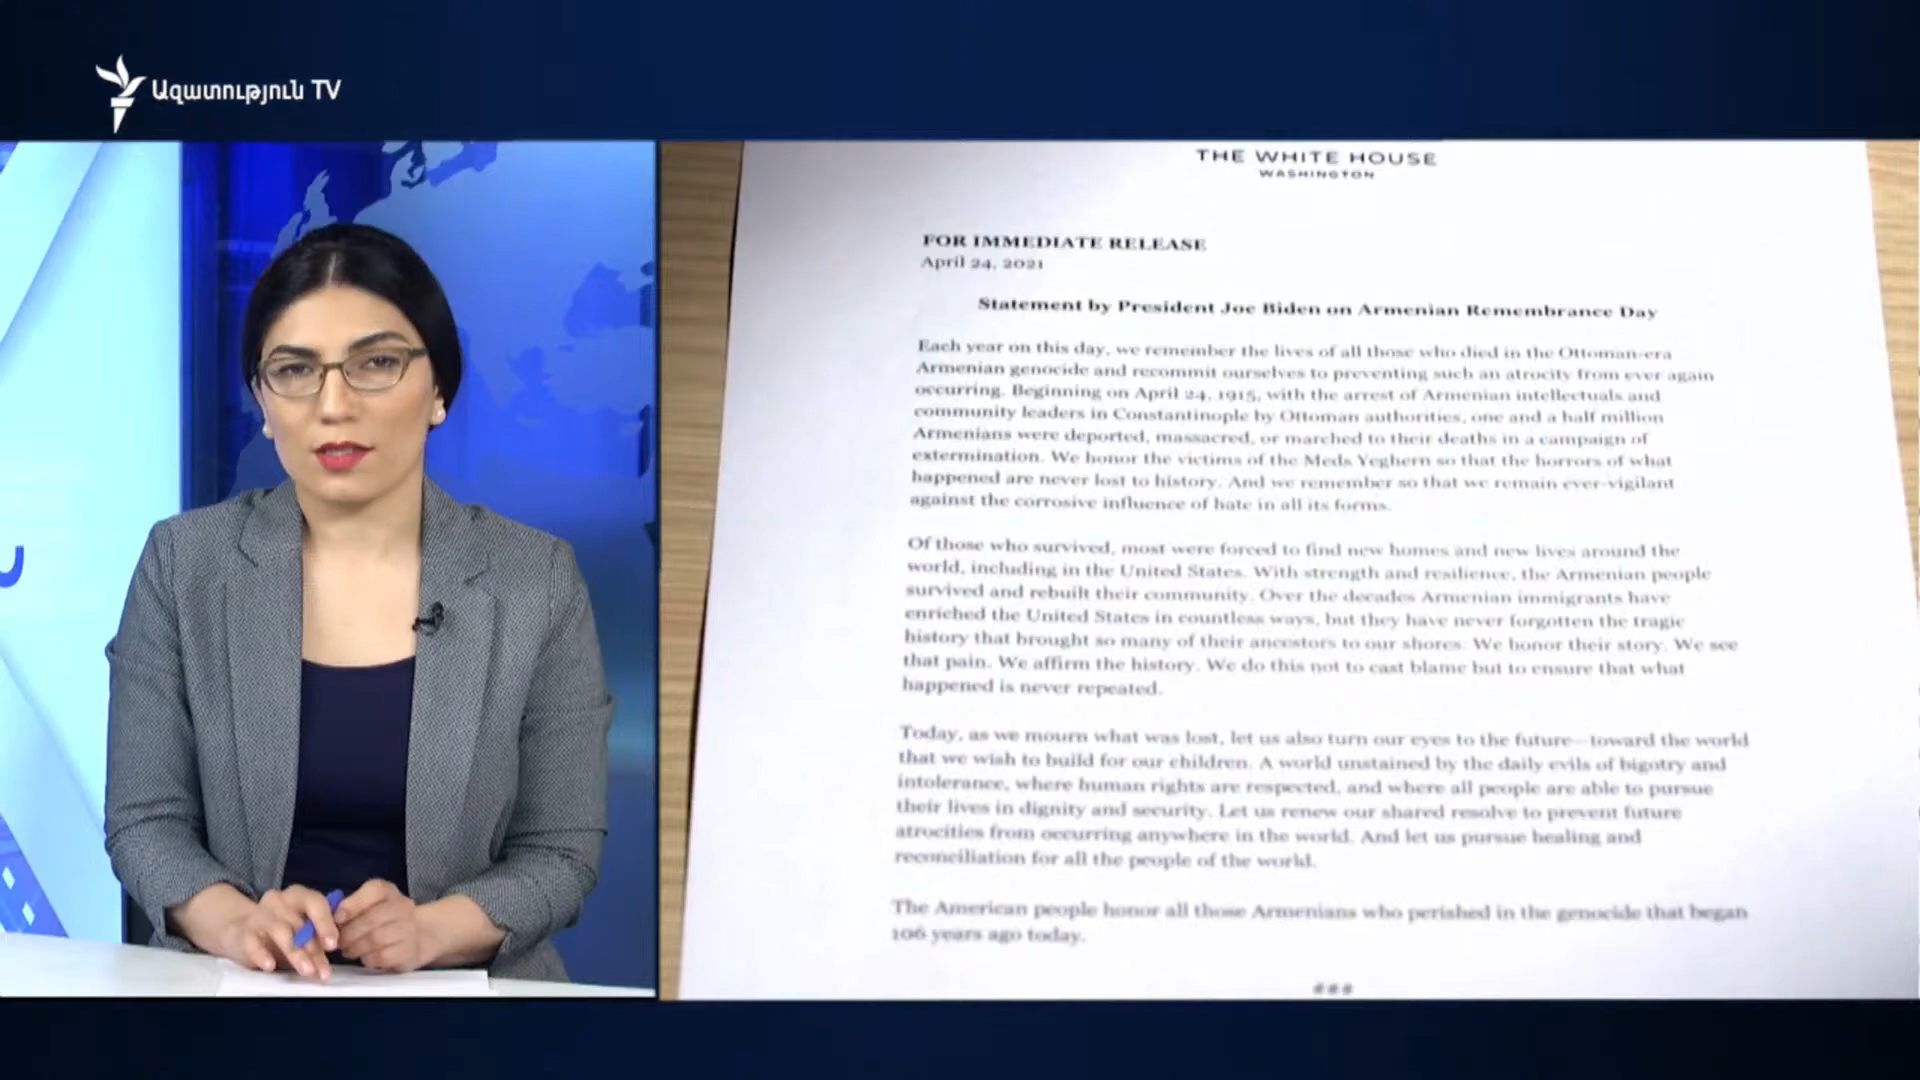 Ազատություն TV
THE WHITE HOUSE
WASHINGTON
FOR IMMEDIATE RELEASE
April 24, 2021
Statement by President Joe Biden on Armenian Remembrance Day
Each year on this day, we remember the lives of all those who died in the Ottoman-era
Armenian genocide and recommit ourselves to preventing such an atrocity from ever again
occurring. Beginning on April 24, 1915, with the arrest of Armenian intellectuals and
community leaders in Constantinople by Ottoman authorities, one and a half million
Armenians were deported, massacred, or marched to their deaths in a campaign of
extermination. We honor the victims of the Meds Yeghern so that the horrors of what
happened are never lost to history. And we remember so that we remain ever-vigilant
against the corrosive influence of hate in all its forms.
Of those who survived, most were forced to find new homes and new lives around the
world, including in the United States. With strength and resilience, the Armenian people
survived and rebuilt their community. Over the decades Armenian immigrants have
enriched the United States in countless ways, but they have never forgotten the tragic
history that brought so many of their ancestors to our shores. We honor their story. We see
that pain. We affirm the history. We do this not to cast blame but to ensure that what
happened is never repeated.
Today, as we mourn what was lost, let us also turn our eyes to the future—toward the world
that we wish to build for our children. A world unstained by the daily evils of bigotry and
intolerance, where human rights are respected, and where all people are able to pursue
their lives in dignity and security. Let us renew our shared resolve to prevent future
atrocities from occurring anywhere in the world. And let us pursue healing and
reconciliation for all the people of the world.
The American people honor all those Armenians who perished in the genocide that began
106 years ago today.
###